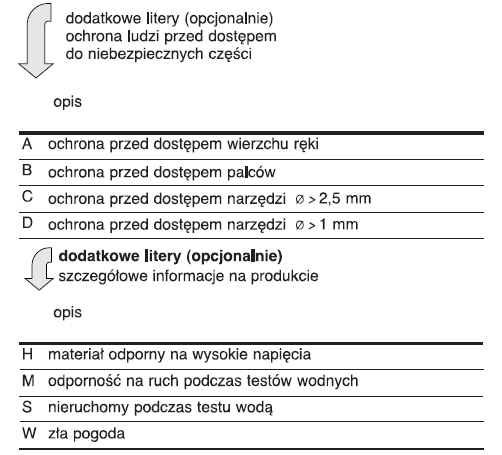 dodatkowe litery (opcjonalnie)
ochrona ludzi przed dostępem
do niebezpiecznych części
opis
A ochrona przed dostępem wierzchu ręki
B ochrona przed dostępem palców
C ochrona przed dostępem narzędzi ø > 2,5 mm
D ochrona przed dostępem narzędzi ø > 1 mm
dodatkowe litery (opcjonalnie)
szczegółowe informacje na produkcie
opis
H materiał odporny na wysokie napięcia
M odporność na ruch podczas testów wodnych
S nieruchomy podczas testu wodą
W zła pogoda